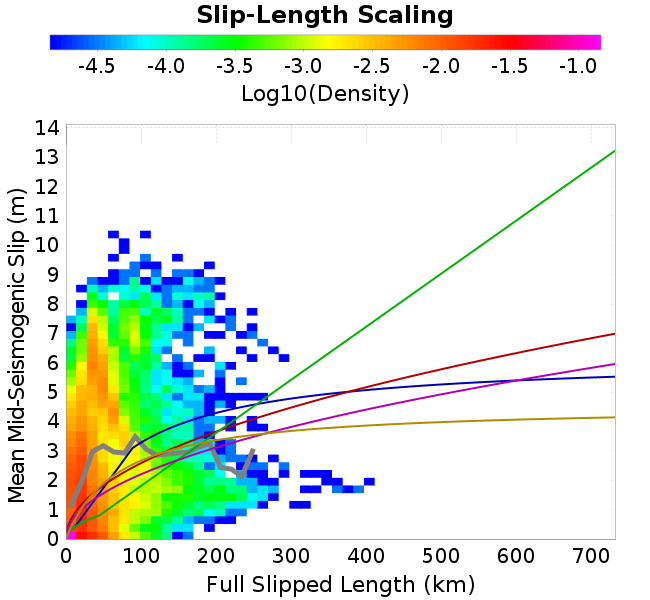 Slip-Length Scaling
-4.5 -4.0 -3.5 -3.0 -2.5 -2.0 -1.5 -1.0
Log10(Density)
Mean Mid-Seismogenic Slip (m)
14
13
12
11
10
9
8
7
6
5
4
3
2
1
0
0 100 200 300 400 500 600 700
Full Slipped Length (km)